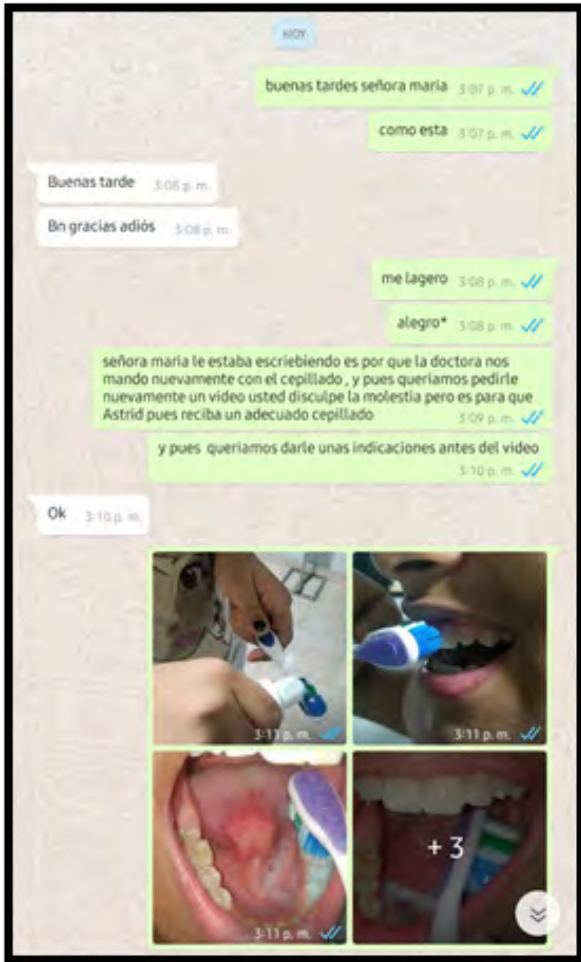 HOY
buenas tardes señora maria 3:07 p. m.
como esta 3:07 p. m.
Buenas tarde 3:08 p. m.
Bn gracias adiós 3:08 p. m.
me lagero 3:08 p. m.
alegro* 3:08 p. m.
señora maria le estaba escriebiendo es por que la doctora nos
mando nuevamente con el cepillado , y pues queriamos pedirle
nuevamente un video usted disculpe la molestia pero es para que
Astrid pues reciba un adecuado cepillado 3:09 p. m.
y pues queriamos darle unas indicaciones antes del video
3:10 p. m.
Ok 3:10 p. m.
3:11 p. m.
3:11 p. m.
3:11 p. m.
+ 3